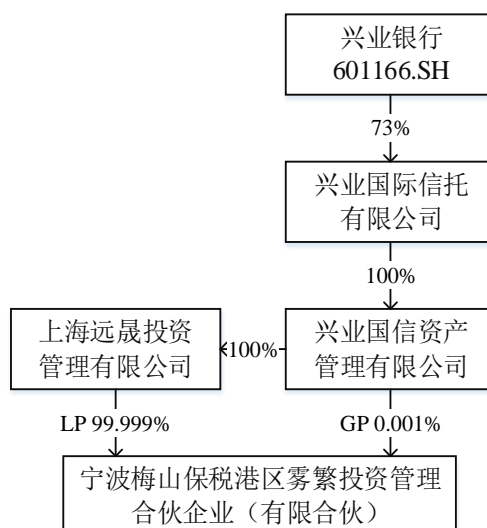 兴业银行
601166.SH
73%
兴业国际信托
有限公司
100%
上海远晟投资
管理有限公司
100%
兴业国信资产
管理有限公司
LP 99.999%
GP 0.001%
宁波梅山保税港区雾繁投资管理
合伙企业（有限合伙）